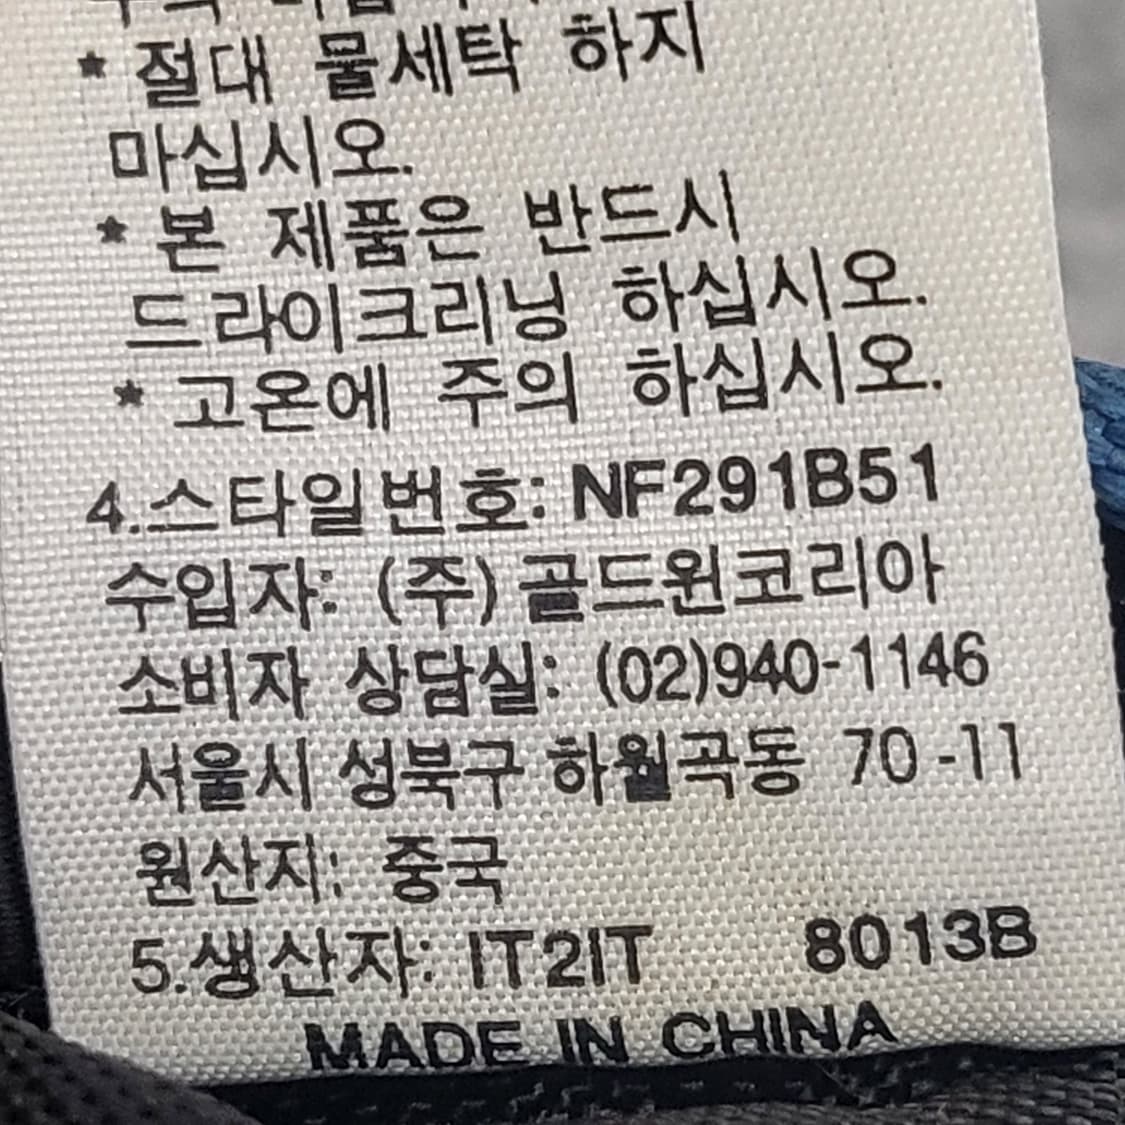 * 절대 물세탁 하지
마십시오.
* 본 제품은 반드시
드라이크리닝 하십시오.
* 고온에 주의 하십시오.
4.스타일번호: NF291B51
수입자: (주)골드윈코리아
소비자 상담실: (02)940-1146
서울시 성북구 하월곡동 70-11
원산지: 중국
5.생산자: IT2IT 8013B
MADE IN CHINA